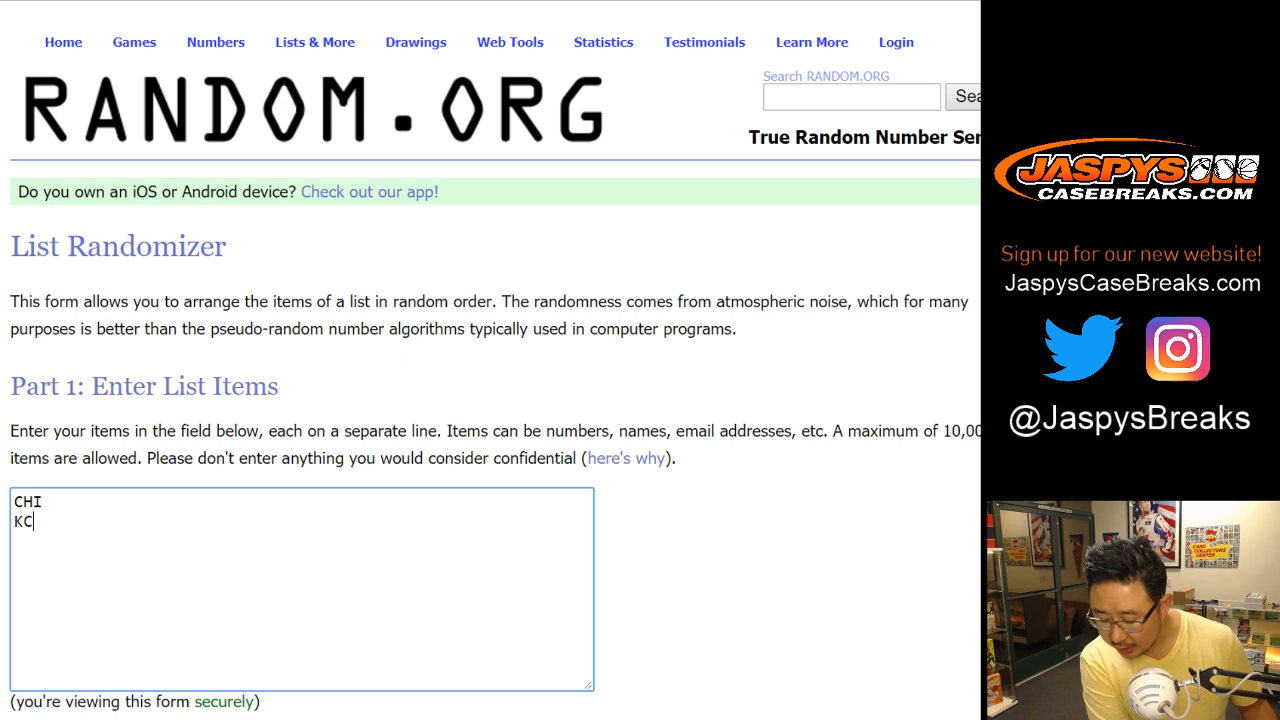 Home Games Numbers Lists & More Drawings Web Tools Statistics Testimonials Learn More Login
RANDOM.ORG
Search RANDOM.ORG
Sea
True Random Number Ser
Do you own an iOS or Android device? Check out our app!
List Randomizer
This form allows you to arrange the items of a list in random order. The randomness comes from atmospheric noise, which for many
purposes is better than the pseudo-random number algorithms typically used in computer programs.
Part 1: Enter List Items
Enter your items in the field below, each on a separate line. Items can be numbers, names, email addresses, etc. A maximum of 10,00
items are allowed. Please don't enter anything you would consider confidential (here's why).
CHI
KC
(you're viewing this form securely)
JASPYS
CASEBREAKS.COM
Sign up for our new website!
JaspysCaseBreaks.com
@JaspysBreaks
CARD
COLLECTORS
CENTER